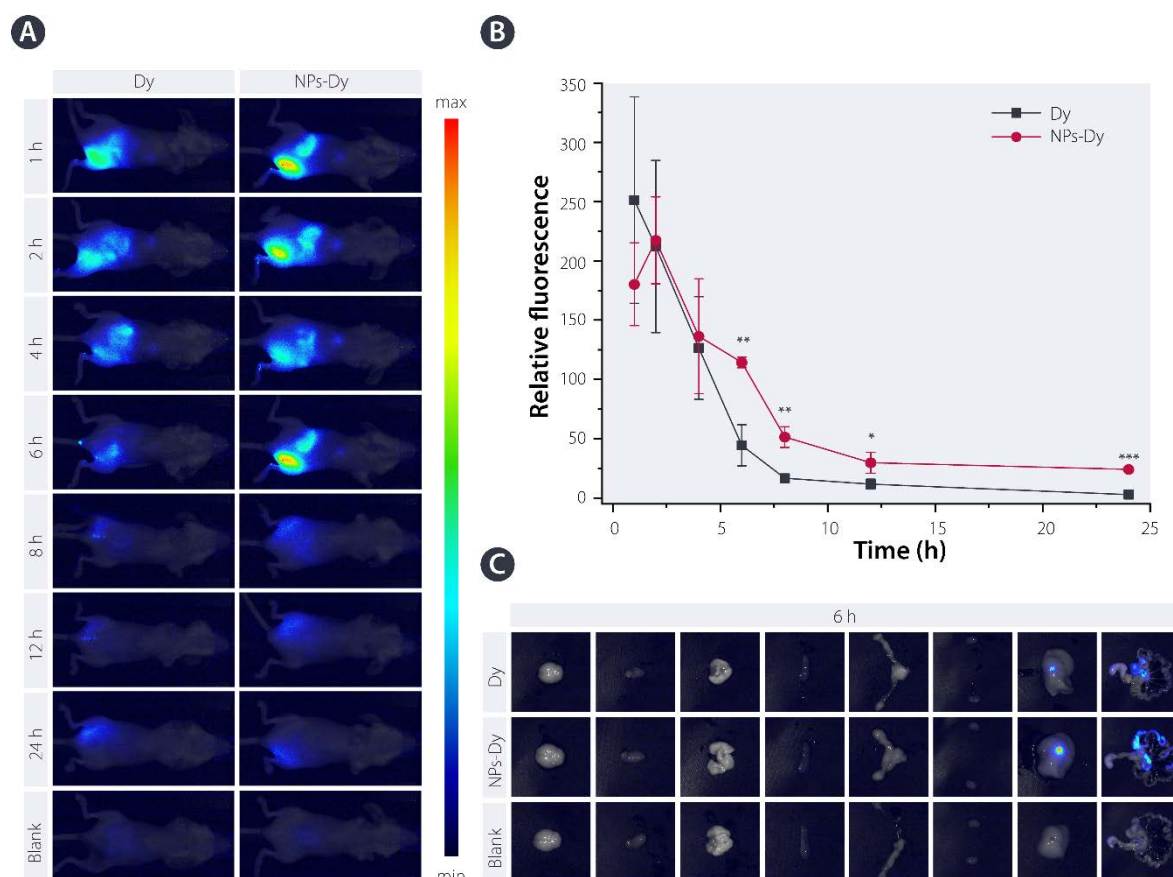 A
Dy
NPs-Dy
max
1 h
2 h
4 h
6 h
8 h
12 h
24 h
Blank
min
B
350
300
250
200
150
100
50
0
Relative fluorescence
Dy
NPs-Dy
**
**
*
***
0
5
10
15
20
25
Time (h)
C
6 h
Dy
NPs-Dy
Blank